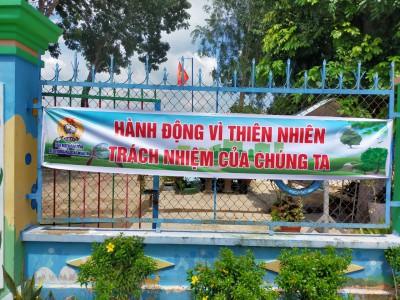 HÀNH ĐỘNG VÌ THIÊN NHIÊN
TRÁCH NHIỆM CỦA CHÚNG TA